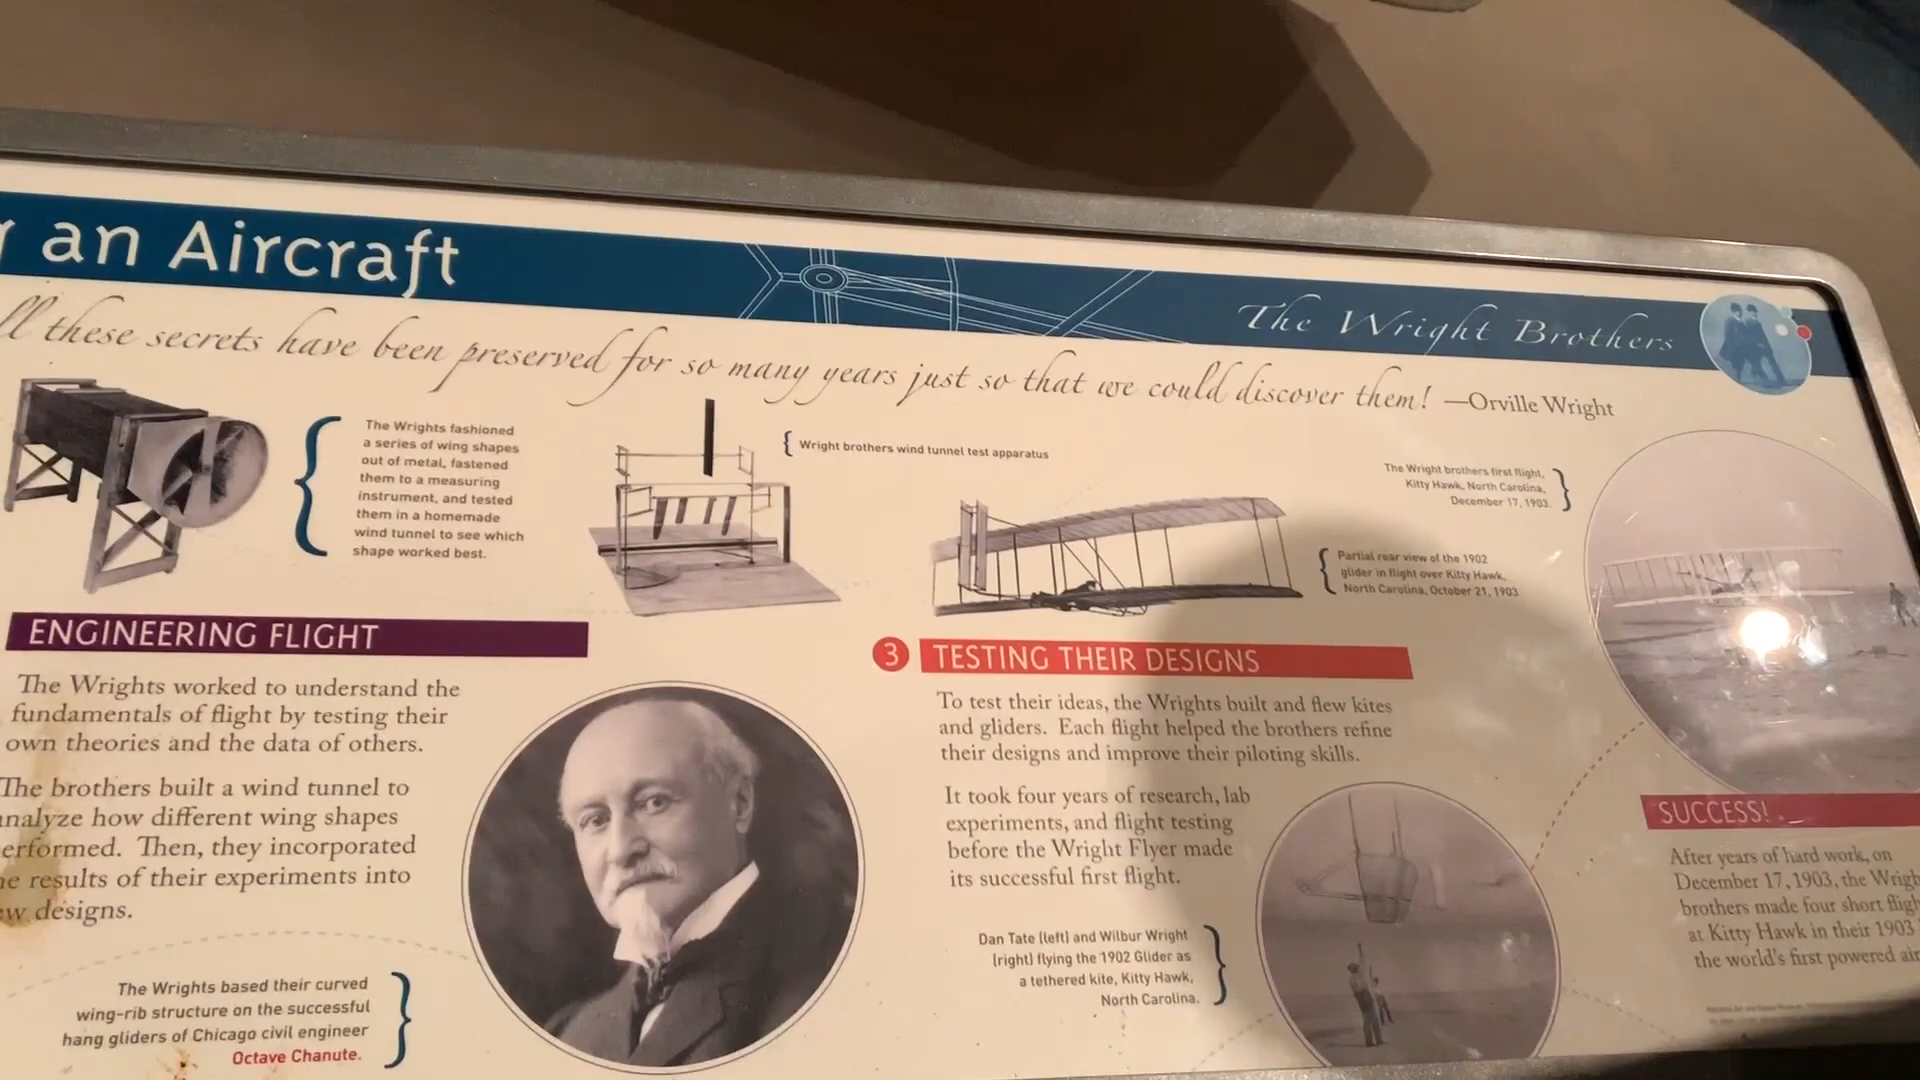 an Aircraft
The Wright Brothers
these secrets have been preserved for so many years just so that we could discover them! —Orville Wright
The Wrights fashioned
a series of wing shapes
out of metal, fastened
them to a measuring
instrument, and tested
them in a homemade
wind tunnel to see which
shape worked best.
Wright brothers wind tunnel test apparatus
The Wright brothers first flight,
Kitty Hawk, North Carolina,
December 17, 1903.
Partial rear view of the 1902
glider in flight over Kitty Hawk,
North Carolina, October 21, 1903
ENGINEERING FLIGHT
The Wrights worked to understand the
fundamentals of flight by testing their
own theories and the data of others.
The brothers built a wind tunnel to
analyze how different wing shapes
performed. Then, they incorporated
the results of their experiments into
designs.
The Wrights based their curved
wing-rib structure on the successful
hang gliders of Chicago civil engineer
Octave Chanute.
3 TESTING THEIR DESIGNS
To test their ideas, the Wrights built and flew kites
and gliders. Each flight helped the brothers refine
their designs and improve their piloting skills.
It took four years of research, lab
experiments, and flight testing
before the Wright Flyer made
its successful first flight.
Dan Tate (left) and Wilbur Wright
(right) flying the 1902 Glider as
a tethered kite, Kitty Hawk,
North Carolina.
SUCCESS!
After years of hard work, on
December 17, 1903, the Wrigh
brothers made four short fligh
at Kitty Hawk in their 1903
the world's first powered air